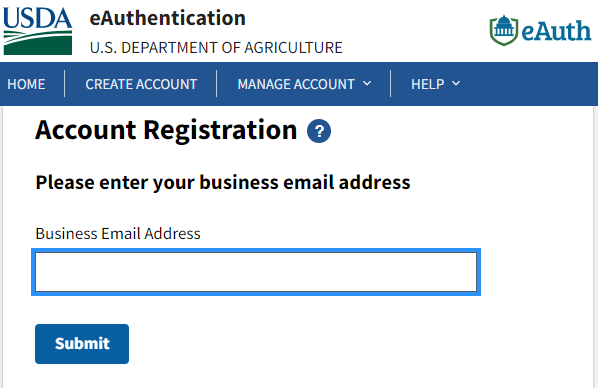 USDA
eAuthentication
U.S. DEPARTMENT OF AGRICULTURE
eAuth
HOME CREATE ACCOUNT MANAGE ACCOUNT HELP
Account Registration ?
Please enter your business email address
Business Email Address
Submit